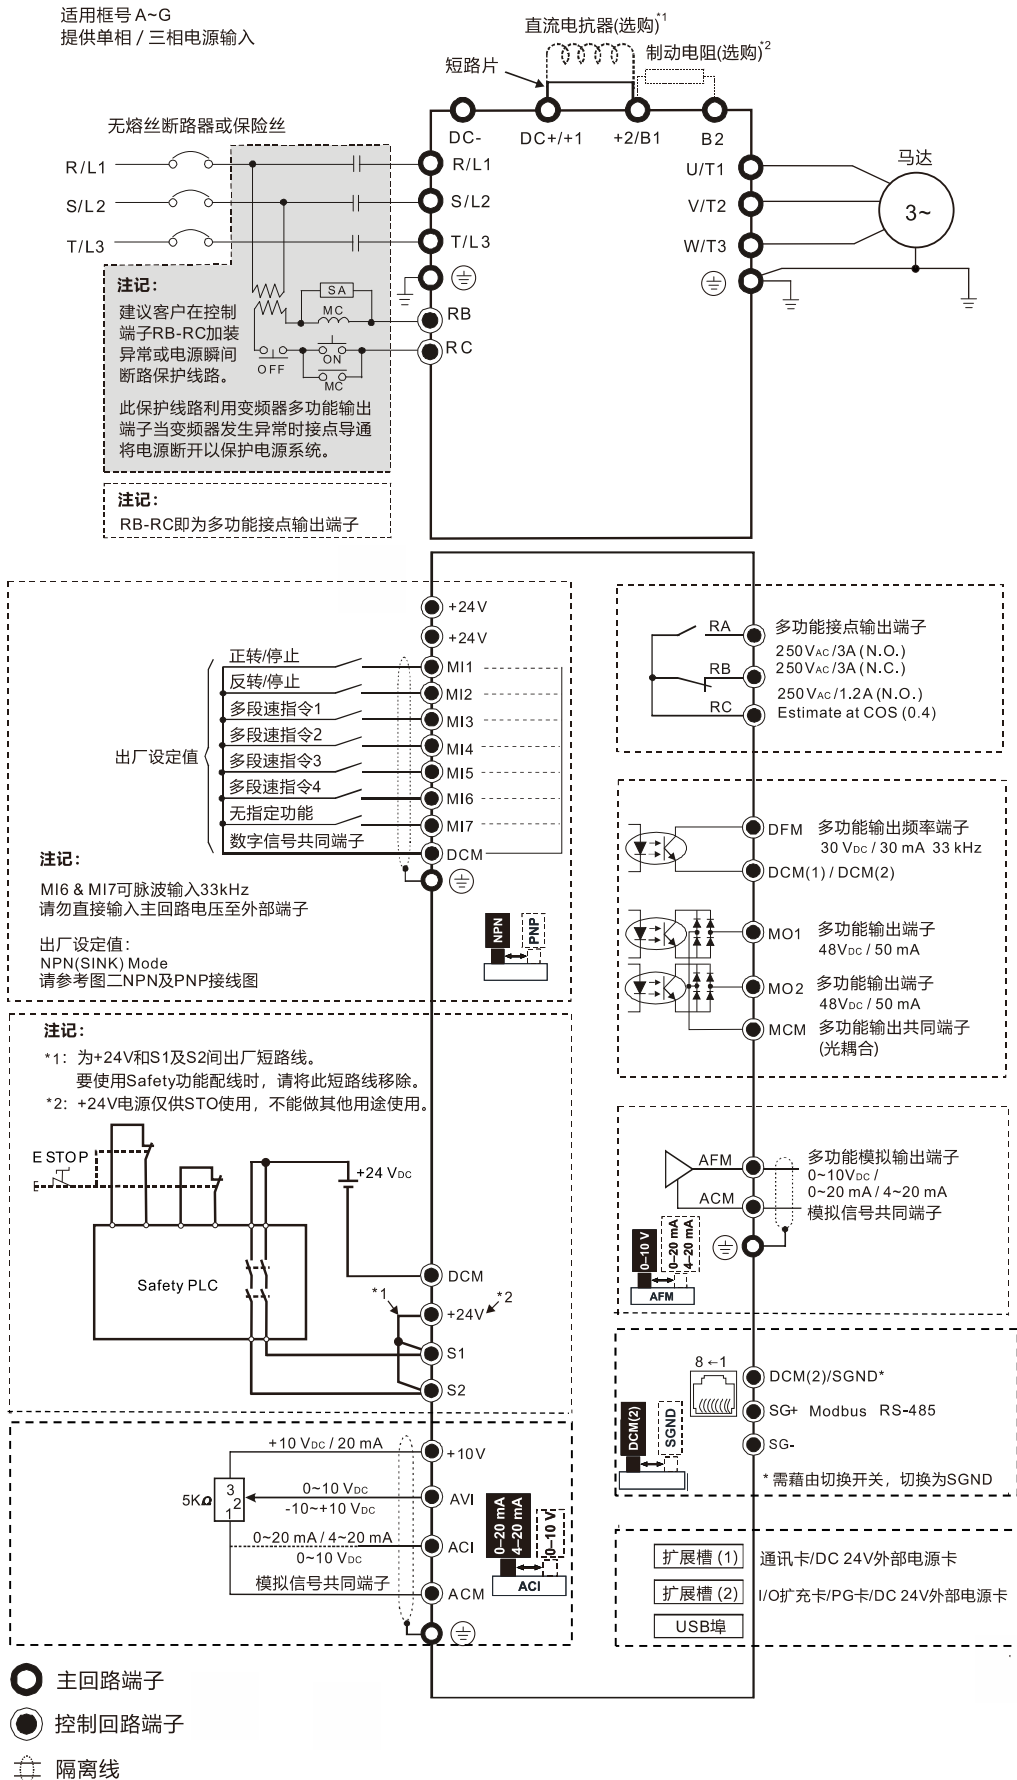 适用框号 A~G
提供单相 / 三相电源输入
直流电抗器(选购)*1
制动电阻(选购)*2
短路片
DC-
DC+/+1
+2/B1
B2
无熔丝断路器或保险丝
R/L1
S/L2
T/L3
R/L1
S/L2
T/L3
RB
RC
U/T1
V/T2
W/T3
马达
3~
SA
MC
OFF
ON
MC
注记：
建议客户在控制
端子RB-RC加装
异常或电源瞬间
断路保护线路。
此保护线路利用变频器多功能输出
端子当变频器发生异常时接点导通
将电源断开以保护电源系统。
注记：
RB-RC即为多功能接点输出端子
+24V
+24V
出厂设定值
正转/停止
MI1
反转/停止
MI2
多段速指令1
MI3
多段速指令2
MI4
多段速指令3
MI5
多段速指令4
MI6
无指定功能
MI7
数字信号共同端子
DCM
注记：
MI6 & MI7可脉波输入33kHz
请勿直接输入主回路电压至外部端子
出厂设定值：
NPN(SINK) Mode
请参考图二NPN及PNP接线图
NPN
PNP
RA
RB
RC
多功能接点输出端子
250VAC/3A (N.O.)
250VAC/3A (N.C.)
250VAC/1.2A (N.O.)
Estimate at COS (0.4)
DFM
多功能输出频率端子
30 VDC / 30 mA 33 kHz
DCM(1) / DCM(2)
MO1
多功能输出端子
48VDC / 50 mA
MO2
多功能输出端子
48VDC / 50 mA
MCM
多功能输出共同端子
(光耦合)
注记：
*1：为+24V和S1及S2间出厂短路线。
要使用Safety功能配线时，请将此短路线移除。
*2：+24V电源仅供STO使用，不能做其他用途使用。
E STOP
+24 VDC
Safety PLC
DCM
*1
+24V
*2
S1
S2
AFM
ACM
多功能模拟输出端子
0~10VDC /
0~20 mA / 4~20 mA
模拟信号共同端子
0–10 V
0–20 mA
4–20 mA
AFM
8 ←1
DCM(2)/SGND*
SG+ Modbus RS-485
SG-
DCM(2)
SGND
* 需藉由切换开关，切换为SGND
+10 VDC / 20 mA
+10V
5KΩ
3
2
1
0~10 VDC
-10~+10 VDC
AVI
0~20 mA / 4~20 mA
0~10 VDC
ACI
模拟信号共同端子
ACM
0–20 mA
4–20 mA
0–10 V
ACI
扩展槽 (1)
通讯卡/DC 24V外部电源卡
扩展槽 (2)
I/O扩充卡/PG卡/DC 24V外部电源卡
USB埠
主回路端子
控制回路端子
隔离线